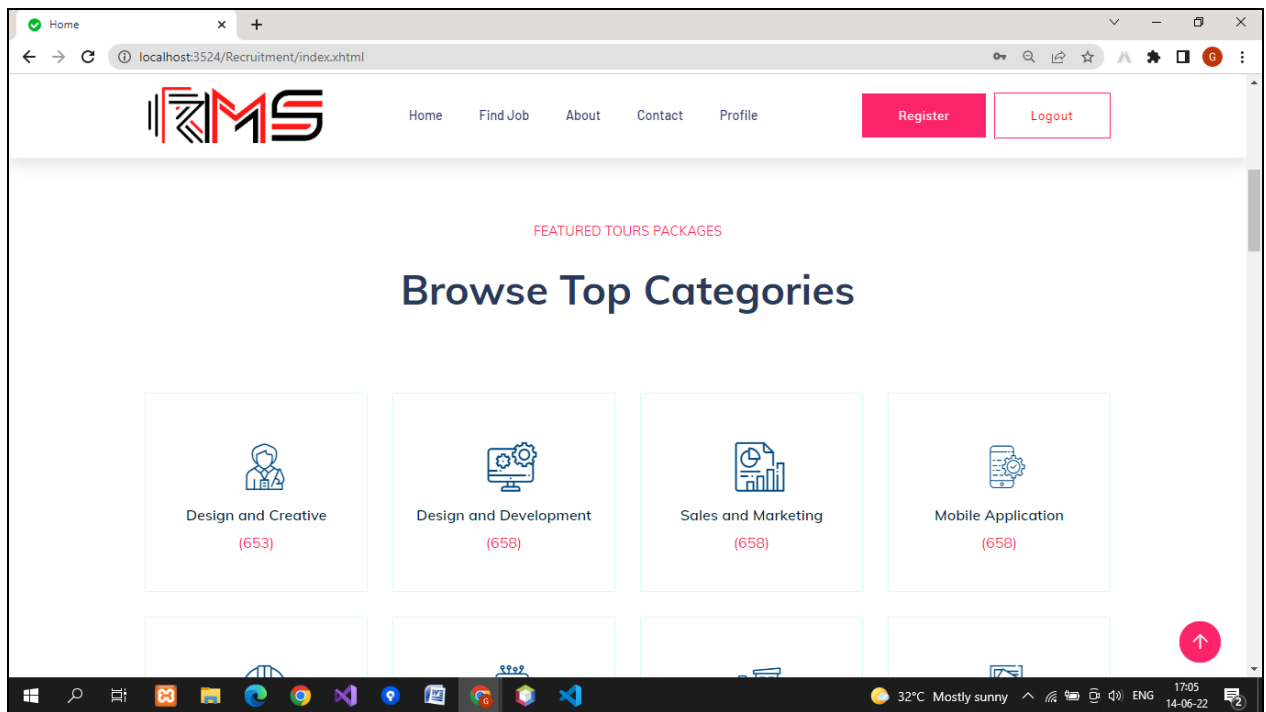 Home
localhost:3524/Recruitment/index.xhtml
G
RMS
Home Find Job About Contact Profile Register Logout
FEATURED TOURS PACKAGES
Browse Top Categories
Design and Creative Design and Development Sales and Marketing Mobile Application
(653) (658) (658) (658)
32°C Mostly sunny ENG 17:05
14-06-22 2